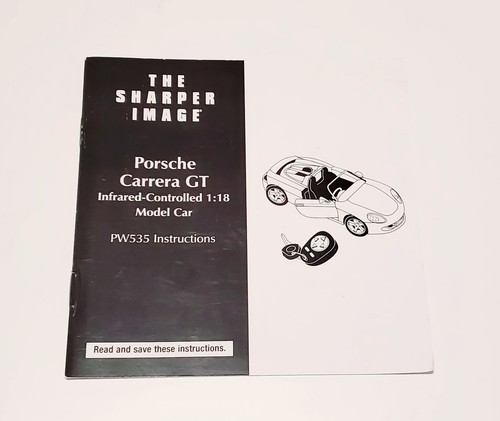 THE
SHARPER
IMAGE
Porsche
Carrera GT
Infrared-Controlled 1:18
Model Car
PW535 Instructions
Read and save these instructions.